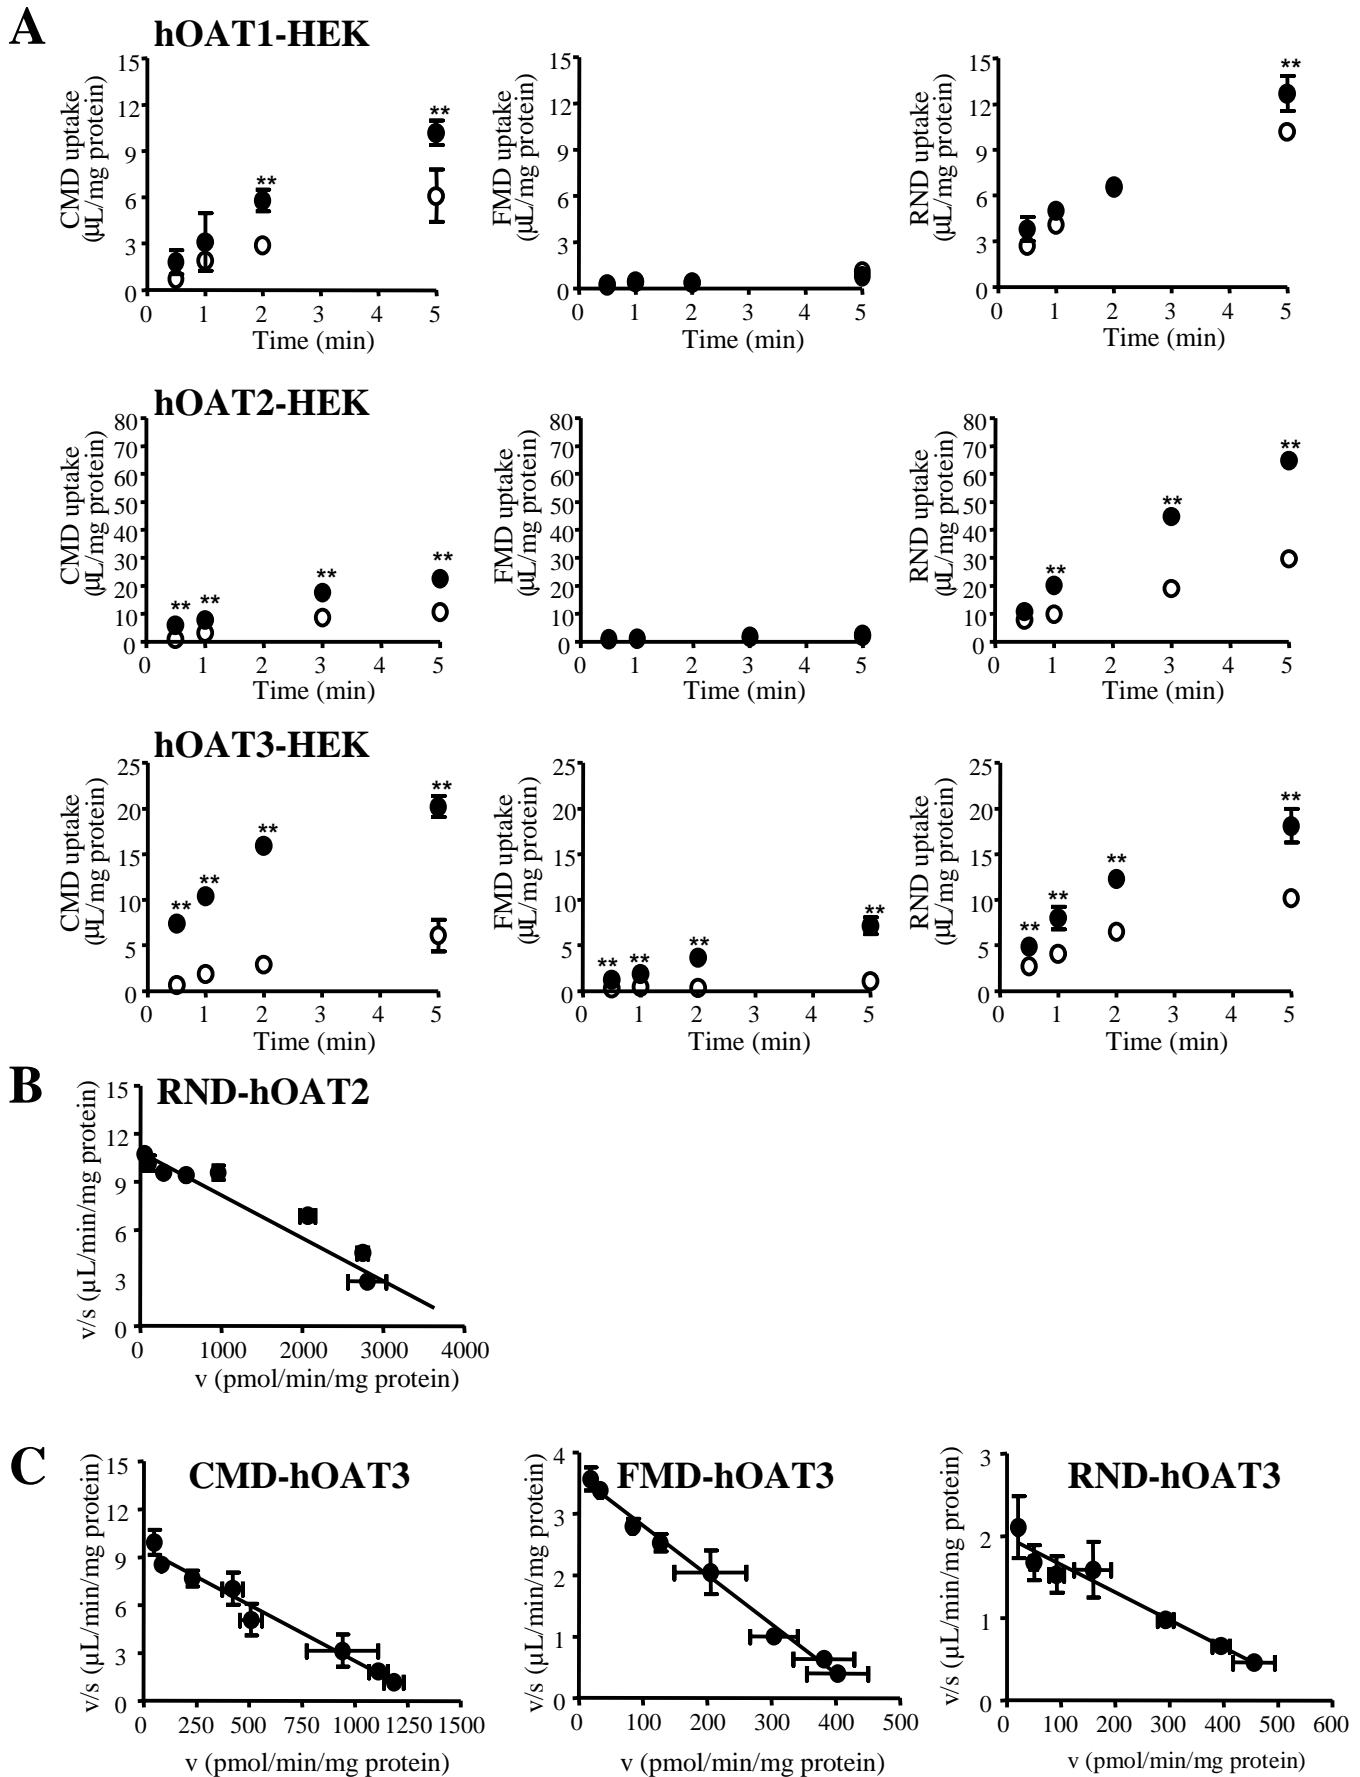 A
hOAT1-HEK
CMD uptake
(μL/mg protein)
15
12
9
6
3
0
** **
0 1 2 3 4 5
Time (min)
FMD uptake
(μL/mg protein)
15
12
9
6
3
0
0 1 2 3 4 5
Time (min)
RND uptake
(μL/mg protein)
15
12
9
6
3
0
**
0 1 2 3 4 5
Time (min)
hOAT2-HEK
CMD uptake
(μL/mg protein)
80
70
60
50
40
30
20
10
0
** ** ** **
0 1 2 3 4 5
Time (min)
FMD uptake
(μL/mg protein)
80
70
60
50
40
30
20
10
0
0 1 2 3 4 5
Time (min)
RND uptake
(μL/mg protein)
80
70
60
50
40
30
20
10
0
** ** **
0 1 2 3 4 5
Time (min)
hOAT3-HEK
CMD uptake
(μL/mg protein)
25
20
15
10
5
0
** ** ** **
0 1 2 3 4 5
Time (min)
FMD uptake
(μL/mg protein)
25
20
15
10
5
0
** ** ** **
0 1 2 3 4 5
Time (min)
RND uptake
(μL/mg protein)
25
20
15
10
5
0
** ** ** **
0 1 2 3 4 5
Time (min)
B
RND-hOAT2
v/s (μL/min/mg protein)
15
12
9
6
3
0
0 1000 2000 3000 4000
v (pmol/min/mg protein)
C
CMD-hOAT3
v/s (μL/min/mg protein)
15
12
9
6
3
0
0 250 500 750 1000 1250 1500
v (pmol/min/mg protein)
FMD-hOAT3
v/s (μL/min/mg protein)
4
3
2
1
0
0 100 200 300 400 500
v (pmol/min/mg protein)
RND-hOAT3
v/s (μL/min/mg protein)
3
2
1
0
0 100 200 300 400 500 600
v (pmol/min/mg protein)